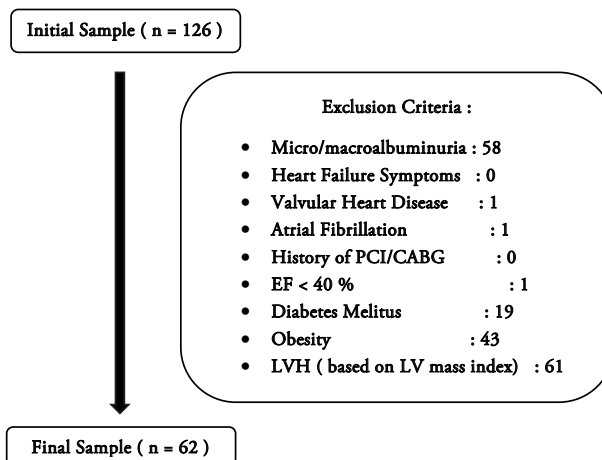 Initial Sample ( n = 126)
Exclusion Criteria :
• Micro/macroalbuminuria : 58
• Heart Failure Symptoms : 0
• Valvular Heart Disease : 1
• Atrial Fibrillation : 1
• History of PCI/CABG : 0
• EF < 40 % : 1
• Diabetes Melitus : 19
• Obesity : 43
• LVH ( based on LV mass index) : 61
Final Sample ( n = 62 )